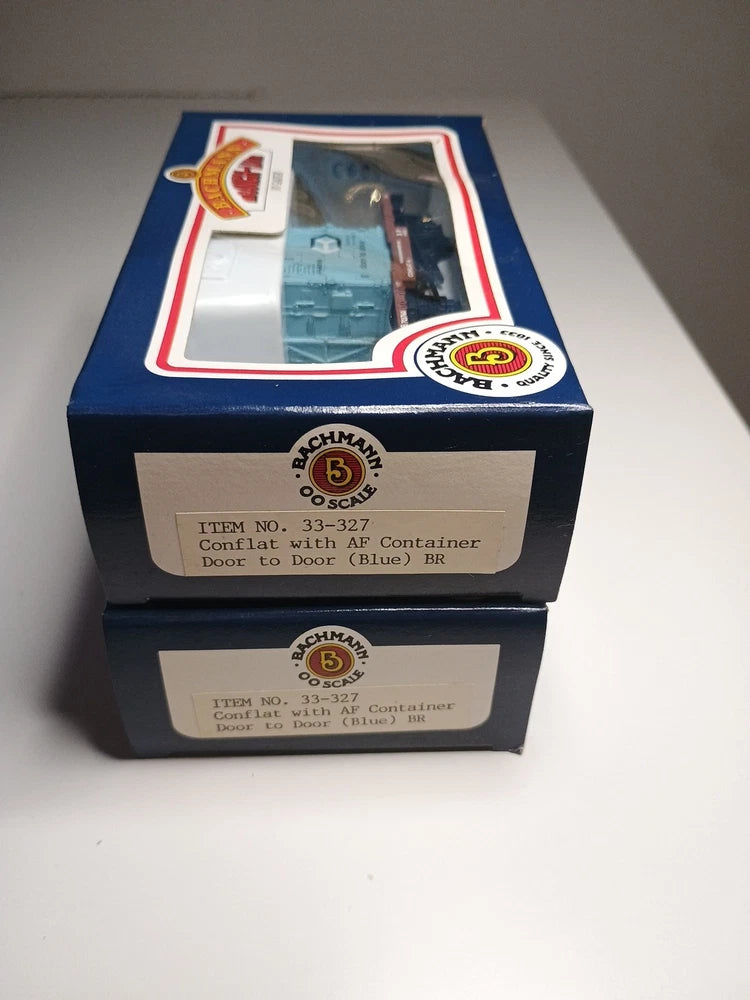 BACHMANN
BACHMANN
QUALITY SINCE 1833
BACHMANN
OO SCALE
ITEM NO. 33-327
Conflat with AF Container
Door to Door (Blue) BR
BACHMANN
OO SCALE
ITEM NO. 33-327
Conflat with AF Container
Door to Door (Blue) BR